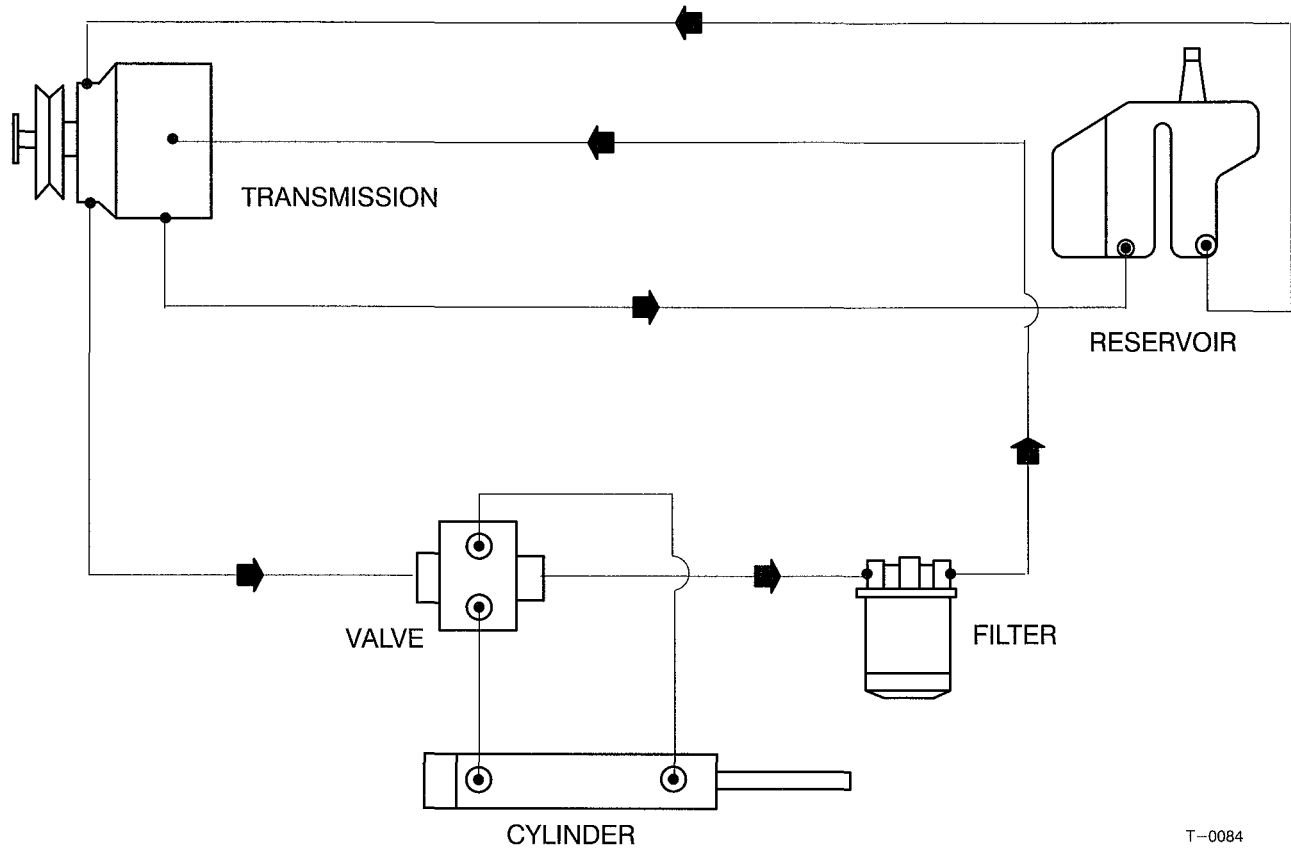 TRANSMISSION
RESERVOIR
VALVE
FILTER
CYLINDER
T-0084